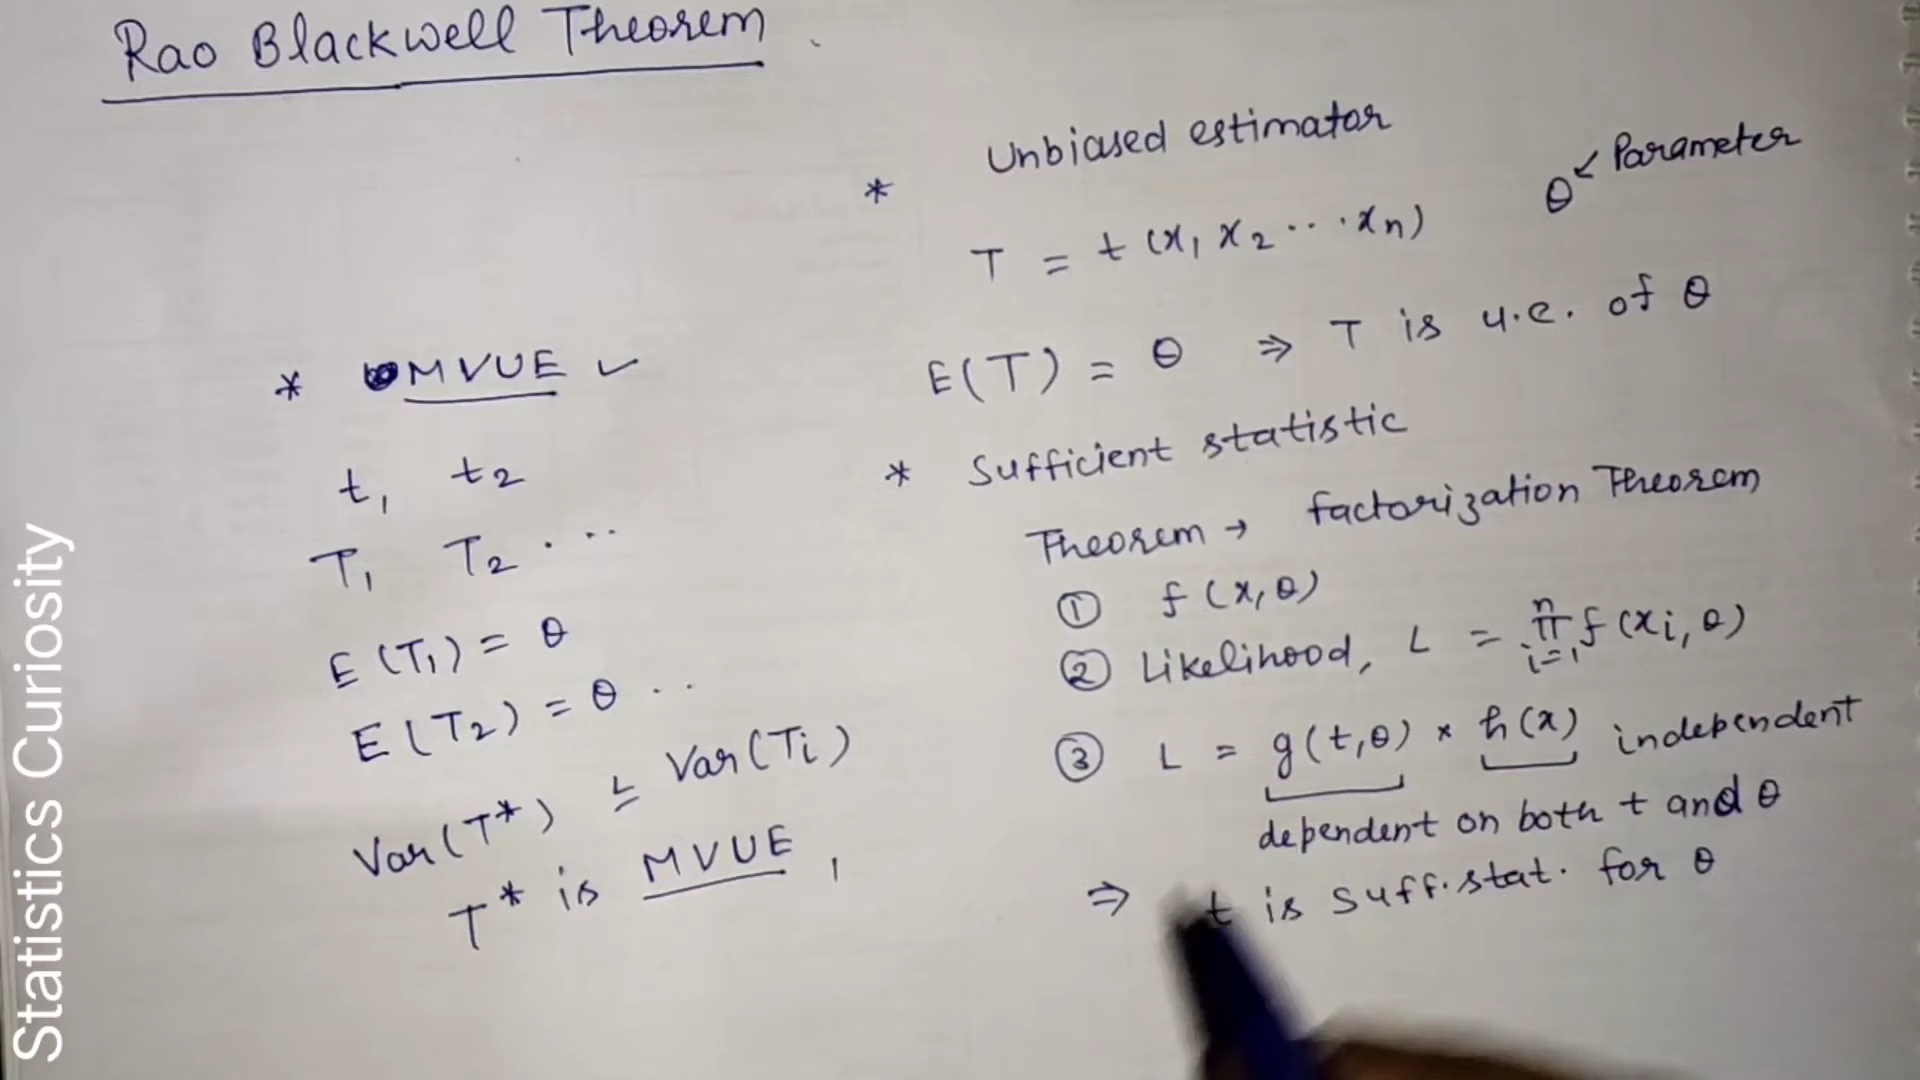 Rao Blackwell Theorem
* MVUE ✓
t₁ t₂
T₁ T₂ ...
E(T₁) = θ
E(T₂) = θ ..
Var(T*) ≤ Var(Ti)
T* is MVUE,
* Unbiased estimator
θ ↙ Parameter
T = t(x₁ x₂ ... xn)
E(T) = θ ⇒ T is u.e. of θ
* Sufficient statistic
Theorem → factorization Theorem
① f(x,θ)
② Likelihood, L = n π i=1 f(xi,θ)
③ L = g(t,θ) * h(x) independent
dependent on both t and θ
⇒ t is suff. stat. for θ
Statistics Curiosity